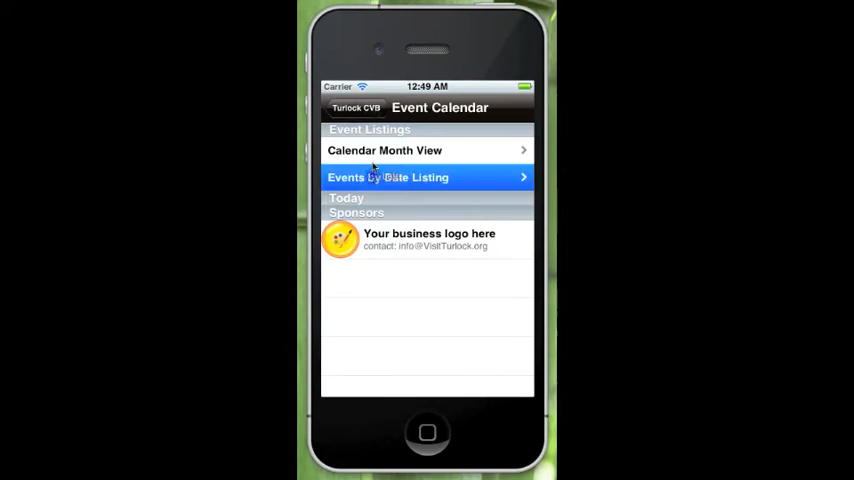 Carrier 12:49 AM
Turlock CVB Event Calendar
Event Listings
Calendar Month View
Events by Date Listing
Today
Sponsors
Your business logo here
contact: info@VisitTurlock.org